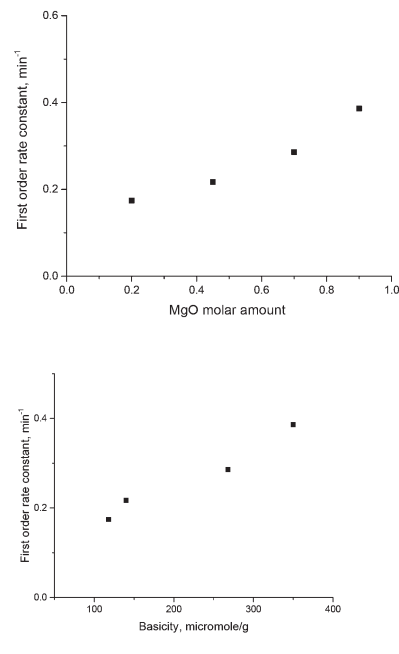 0.6
0.4
0.2
0.0
First order rate constant, min⁻¹
0.0 0.2 0.4 0.6 0.8 1.0
MgO molar amount
0.4
0.2
0.0
First order rate constant, min⁻¹
100 200 300 400
Basicity, micromole/g